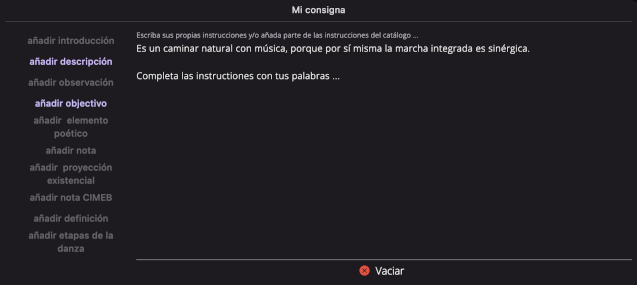 Mi consigna
Escriba sus propias instrucciones y/o añada parte de las instrucciones del catálogo ...
Es un caminar natural con música, porque por sí misma la marcha integrada es sinérgica.
Completa las instructiones con tus palabras ...
añadir introducción
añadir descripción
añadir observación
añadir objectivo
añadir elemento
poético
añadir nota
añadir proyección
existencial
añadir nota CIMEB
añadir definición
añadir etapas de la
danza
Vaciar